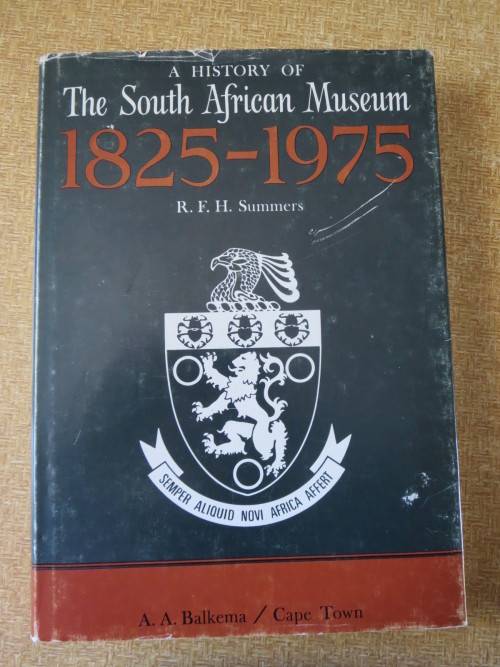 A HISTORY OF
The South African Museum
1825–1975
R. F. H. Summers
SEMPER ALIQUID NOVI AFRICA AFFERT
A. A. Balkema / Cape Town